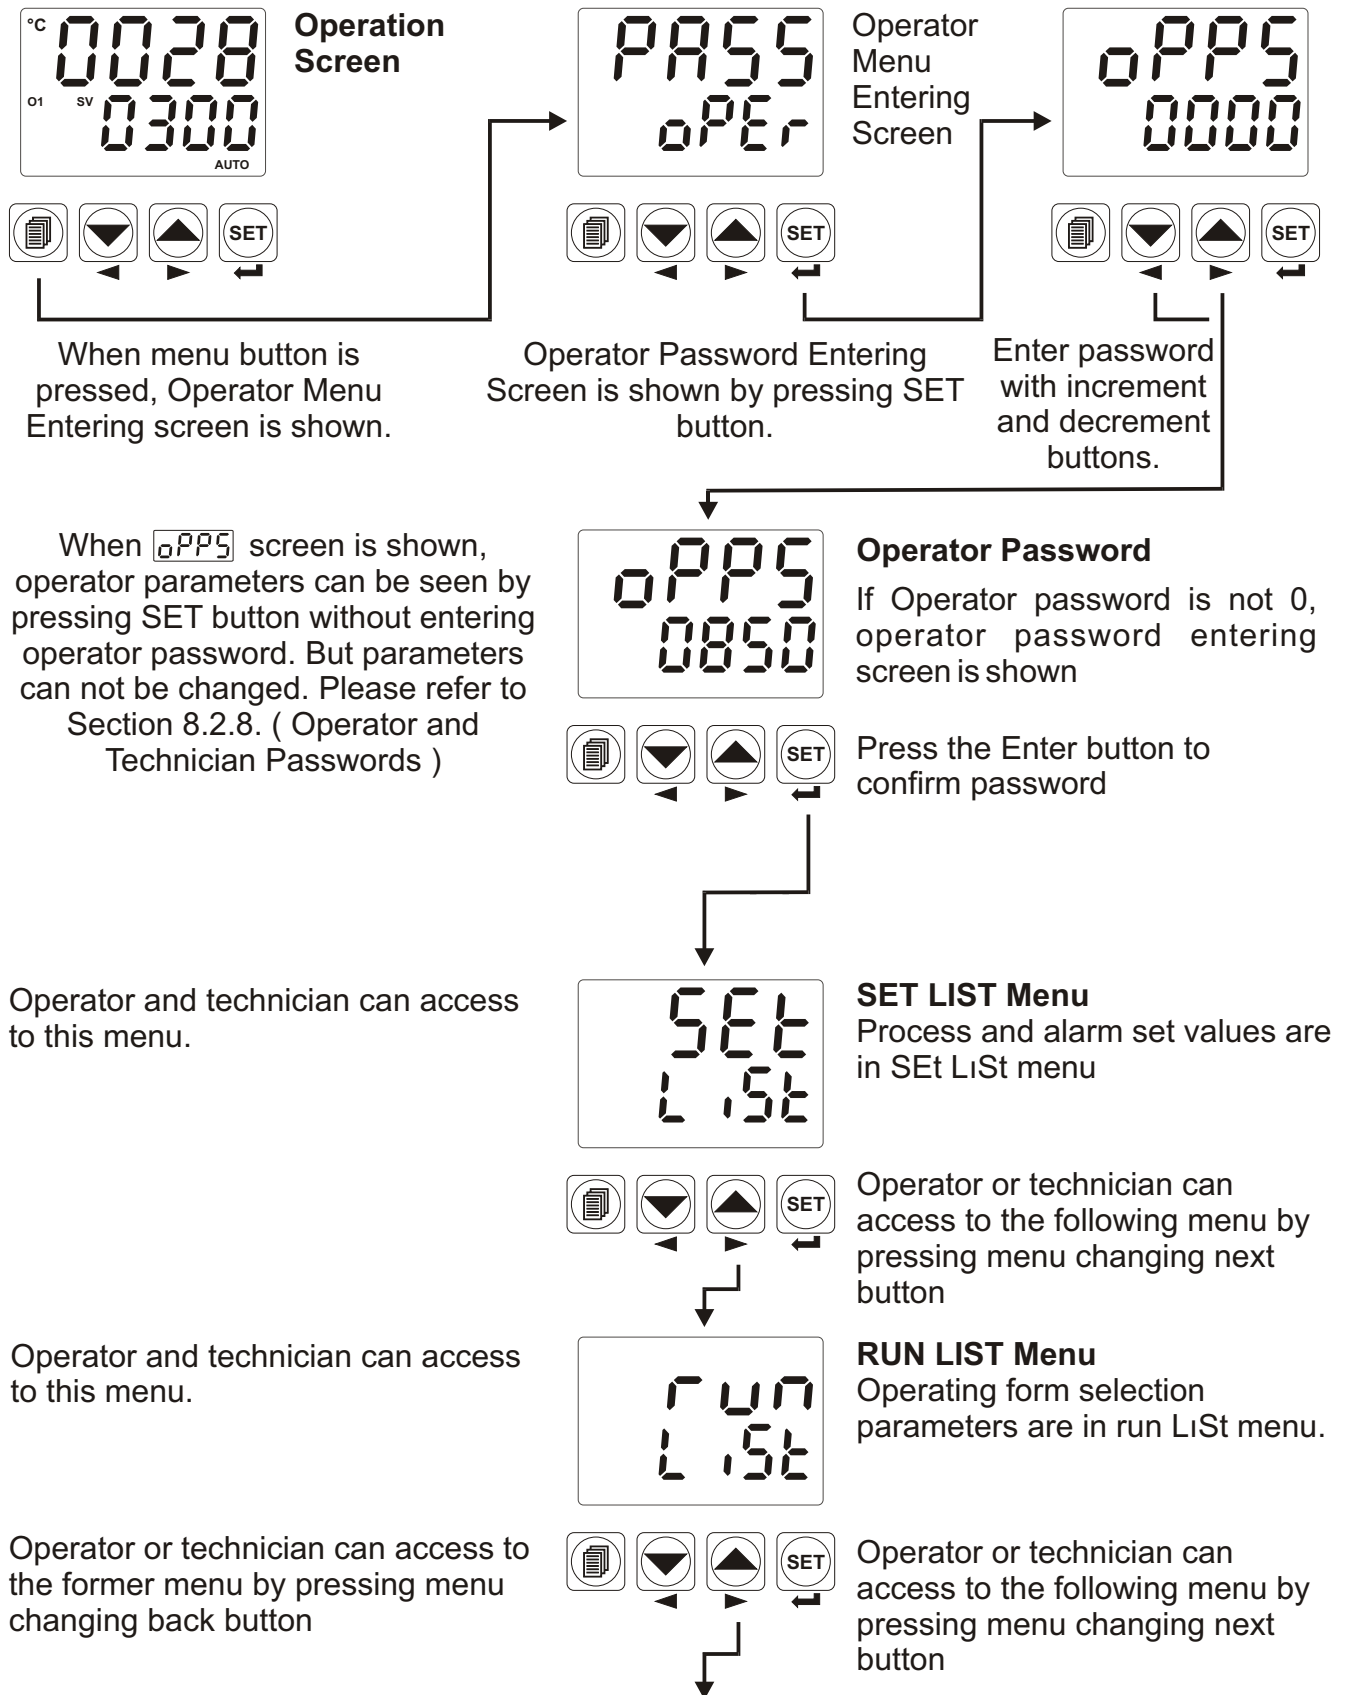 °C 0028
O1 SV 0300
AUTO
Operation
Screen
PASS
oPEr
Operator
Menu
Entering
Screen
oPPS
0000
SET
SET
SET
When menu button is
pressed, Operator Menu
Entering screen is shown.
Operator Password Entering
Screen is shown by pressing SET
button.
Enter password
with increment
and decrement
buttons.
When oPPS screen is shown,
operator parameters can be seen by
pressing SET button without entering
operator password. But parameters
can not be changed. Please refer to
Section 8.2.8. ( Operator and
Technician Passwords )
oPPS
0850
SET
Operator Password
If Operator password is not 0,
operator password entering
screen is shown
Press the Enter button to
confirm password
Operator and technician can access
to this menu.
SEt
LiSt
SET
SET LIST Menu
Process and alarm set values are
in SEt LıSt menu
Operator or technician can
access to the following menu by
pressing menu changing next
button
Operator and technician can access
to this menu.
run
LiSt
RUN LIST Menu
Operating form selection
parameters are in run LıSt menu.
Operator or technician can access to
the former menu by pressing menu
changing back button
SET
Operator or technician can
access to the following menu by
pressing menu changing next
button